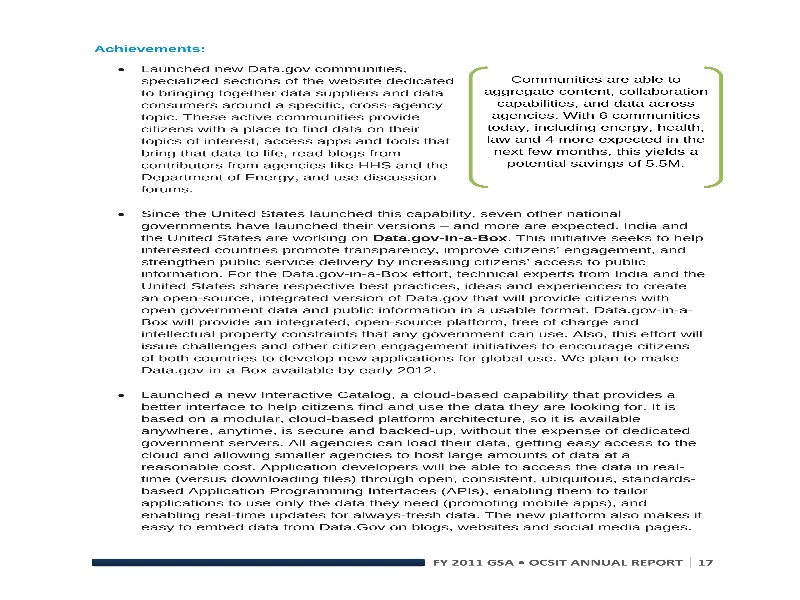 Achievements:
• Launched new Data.gov communities,
specialized sections of the website dedicated
to bringing together data suppliers and data
consumers around a specific, cross-agency
topic. These active communities provide
citizens with a place to find data on their
topics of interest, access apps and tools that
bring that data to life, read blogs from
contributors from agencies like HHS and the
Department of Energy, and use discussion
forums.
Communities are able to
aggregate content, collaboration
capabilities, and data across
agencies. With 6 communities
today, including energy, health,
law and 4 more expected in the
next few months, this yields a
potential savings of 5.5M.
• Since the United States launched this capability, seven other national
governments have launched their versions – and more are expected. India and
the United States are working on Data.gov-In-a-Box. This initiative seeks to help
interested countries promote transparency, improve citizens' engagement, and
strengthen public service delivery by increasing citizens' access to public
information. For the Data.gov-in-a-Box effort, technical experts from India and the
United States share respective best practices, ideas and experiences to create
an open-source, integrated version of Data.gov that will provide citizens with
open government data and public information in a usable format. Data.gov-in-a-
Box will provide an integrated, open-source platform, free of charge and
intellectual property constraints that any government can use. Also, this effort will
issue challenges and other citizen engagement initiatives to encourage citizens
of both countries to develop new applications for global use. We plan to make
Data.gov-in-a-Box available by early 2012.
• Launched a new Interactive Catalog, a cloud-based capability that provides a
better interface to help citizens find and use the data they are looking for. It is
based on a modular, cloud-based platform architecture, so it is available
anywhere, anytime, is secure and backed-up, without the expense of dedicated
government servers. All agencies can load their data, getting easy access to the
cloud and allowing smaller agencies to host large amounts of data at a
reasonable cost. Application developers will be able to access the data in real-
time (versus downloading files) through open, consistent, ubiquitous, standards-
based Application Programming Interfaces (APIs), enabling them to tailor
applications to use only the data they need (promoting mobile apps), and
enabling real-time updates for always-fresh data. The new platform also makes it
easy to embed data from Data.Gov on blogs, websites and social media pages.
FY 2011 GSA • OCSIT ANNUAL REPORT | 17